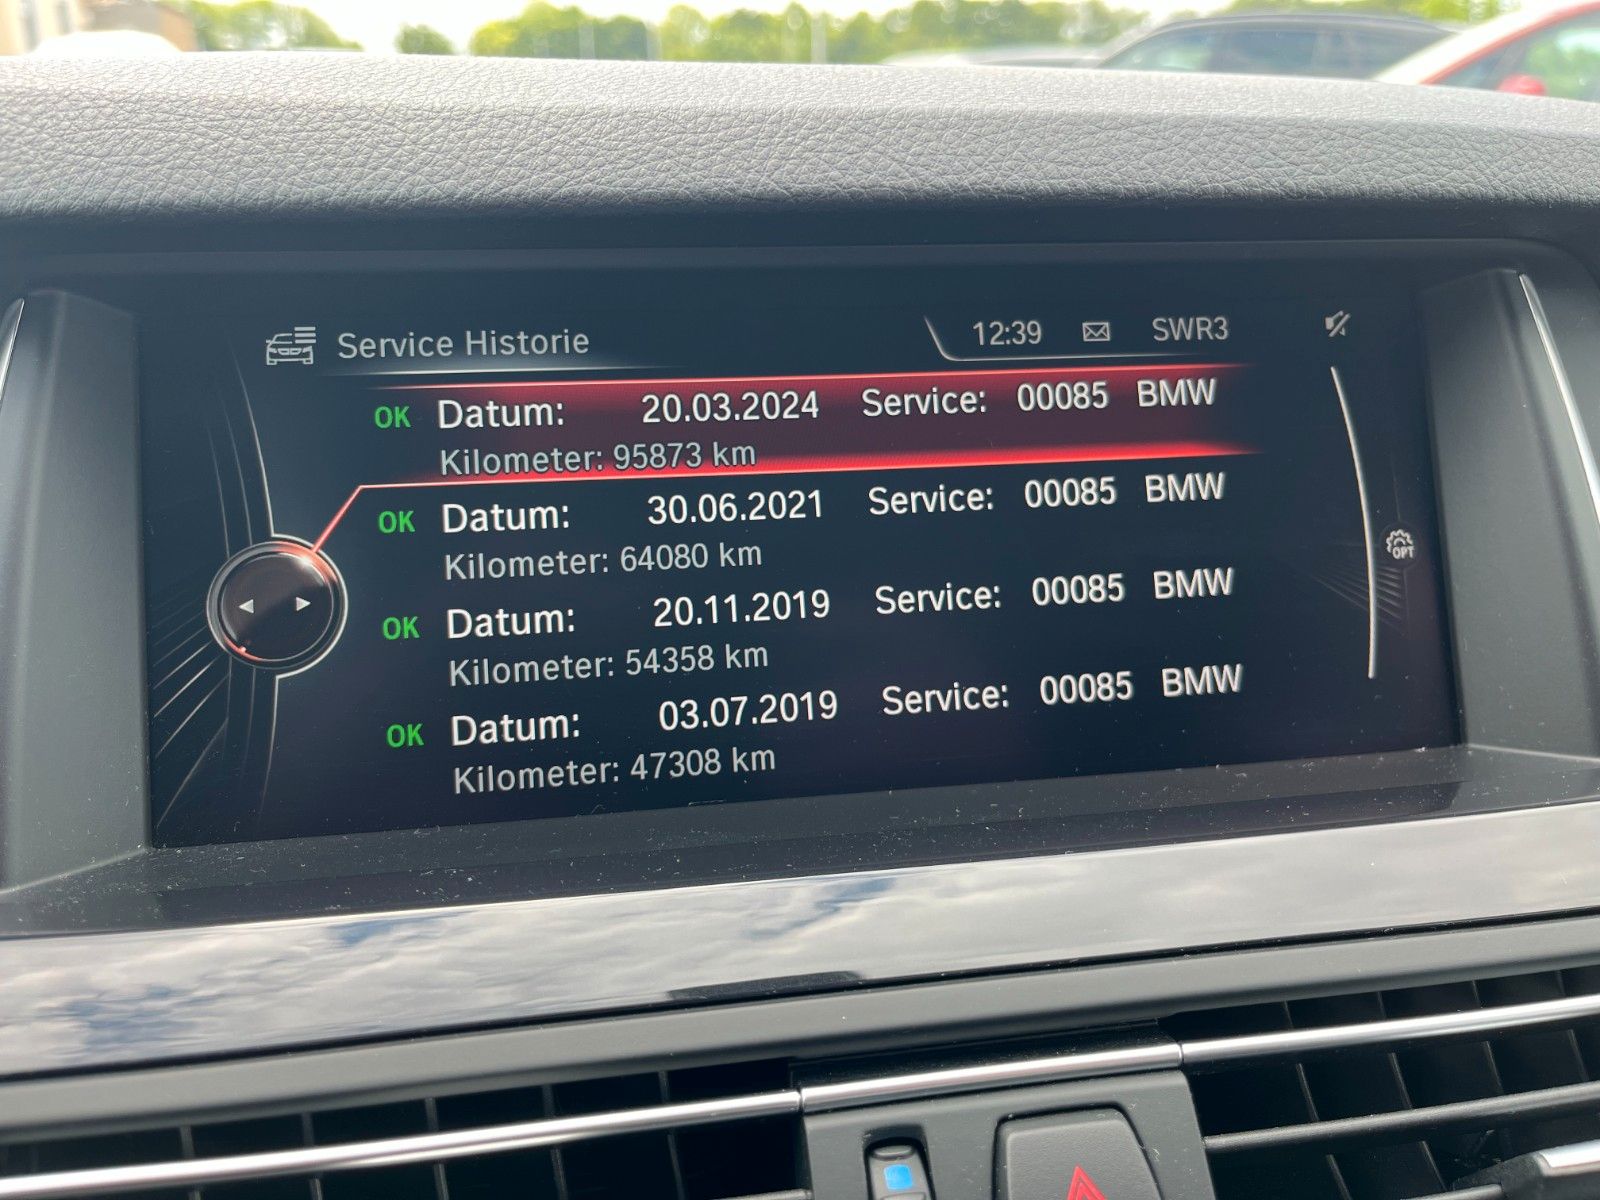 Service Historie 12:39 SWR3
OK Datum: 20.03.2024 Service: 00085 BMW
Kilometer: 95873 km
OK Datum: 30.06.2021 Service: 00085 BMW
Kilometer: 64080 km
OK Datum: 20.11.2019 Service: 00085 BMW
Kilometer: 54358 km
OK Datum: 03.07.2019 Service: 00085 BMW
Kilometer: 47308 km
OPT